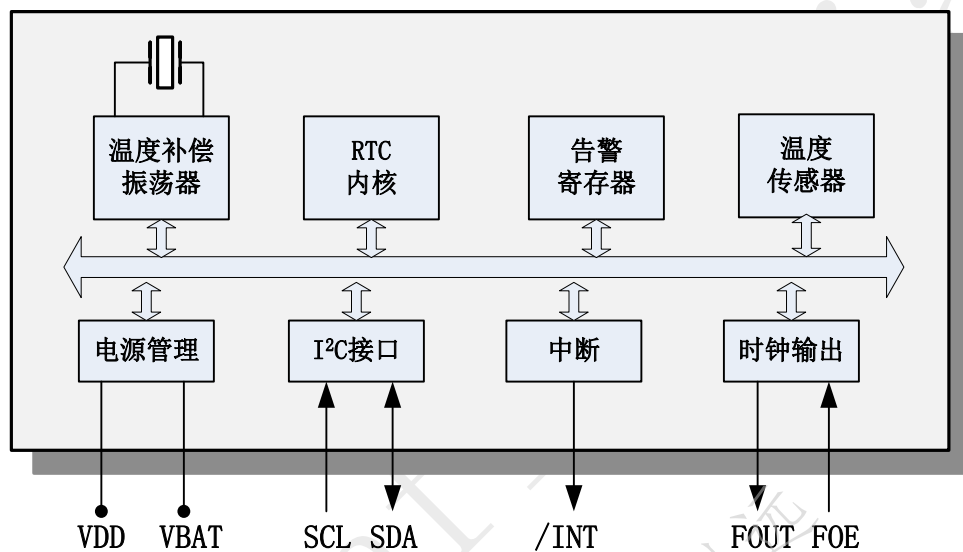 温度补偿
振荡器
RTC
内核
告警
寄存器
温度
传感器
电源管理
I²C接口
中断
时钟输出
VDD VBAT SCL SDA /INT FOUT FOE